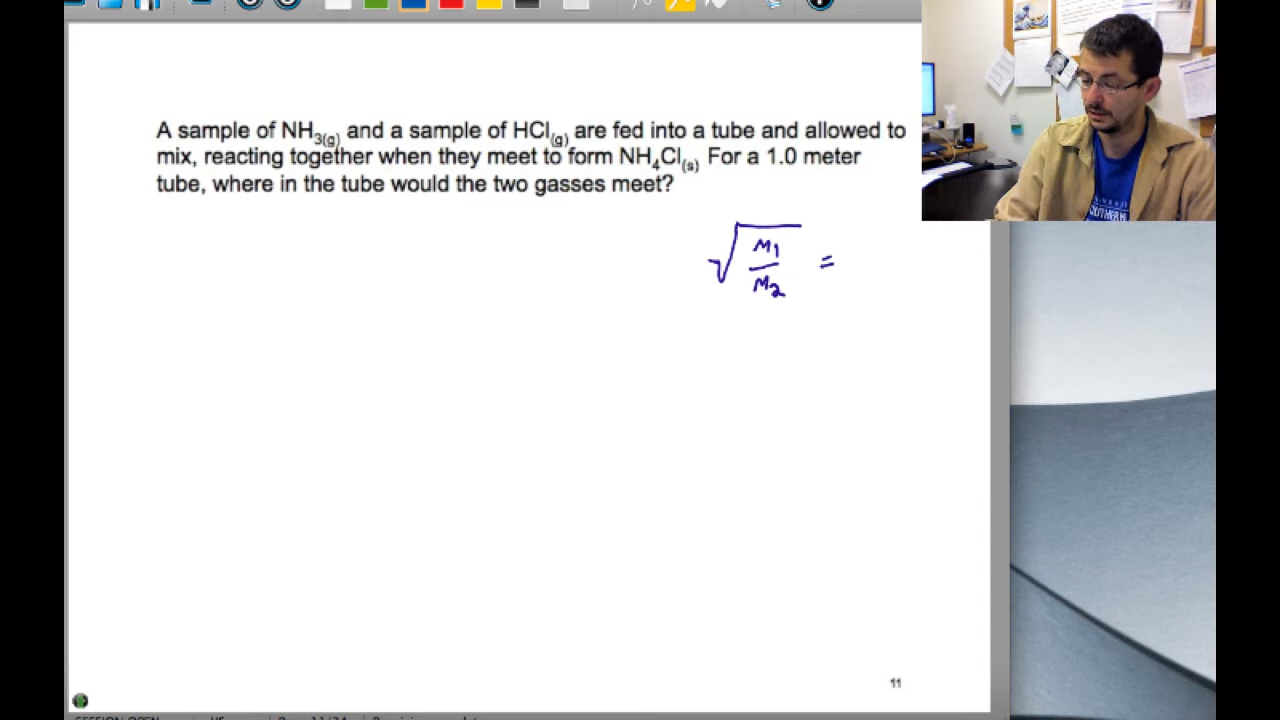 A sample of NH3(g) and a sample of HCl(g) are fed into a tube and allowed to
mix, reacting together when they meet to form NH4Cl(s) For a 1.0 meter
tube, where in the tube would the two gasses meet?
√(M1/M2) =
11